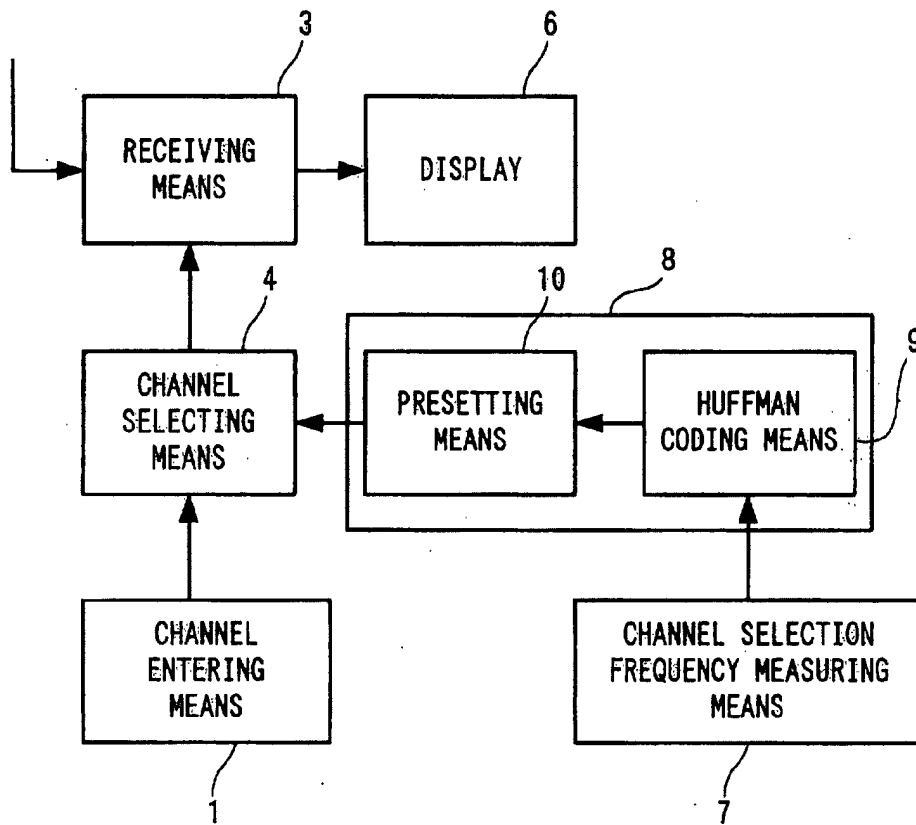 3
6
RECEIVING
MEANS
DISPLAY
4
10
8
9
CHANNEL
SELECTING
MEANS
PRESETTING
MEANS
HUFFMAN
CODING MEANS
CHANNEL
ENTERING
MEANS
CHANNEL SELECTION
FREQUENCY MEASURING
MEANS
1
7